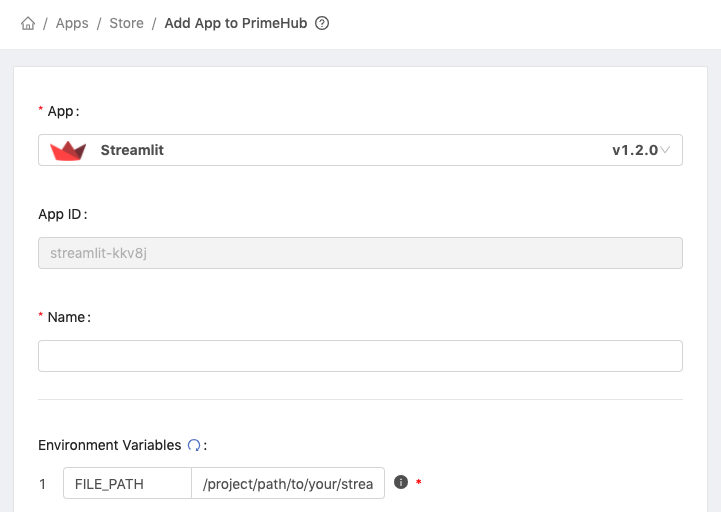 / Apps / Store / Add App to PrimeHub ?
* App:
Streamlit v1.2.0
App ID:
streamlit-kkv8j
* Name:
Environment Variables :
1 FILE_PATH /project/path/to/your/strea i *